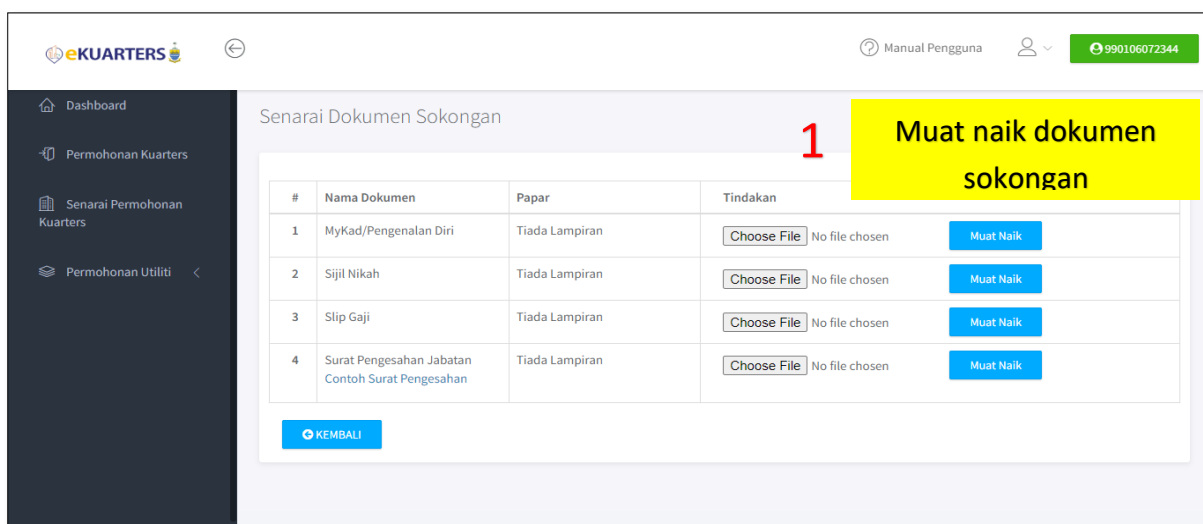 eKUARTERS
Manual Pengguna
990106072344
Dashboard
Permohonan Kuarters
Senarai Permohonan
Kuarters
Permohonan Utiliti
Senarai Dokumen Sokongan
1
Muat naik dokumen
sokongan
# Nama Dokumen Papar Tindakan
1 MyKad/Pengenalan Diri Tiada Lampiran Choose File No file chosen Muat Naik
2 Sijil Nikah Tiada Lampiran Choose File No file chosen Muat Naik
3 Slip Gaji Tiada Lampiran Choose File No file chosen Muat Naik
4 Surat Pengesahan Jabatan Tiada Lampiran Choose File No file chosen Muat Naik
Contoh Surat Pengesahan
KEMBALI